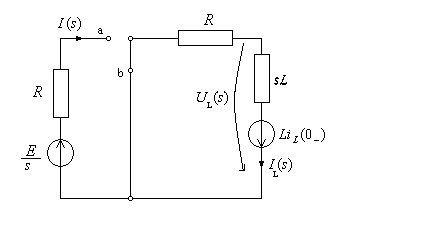 I(s)
a
R
b
R
sL
U_L(s)
E/s
Li_L(0_−)
I_L(s)